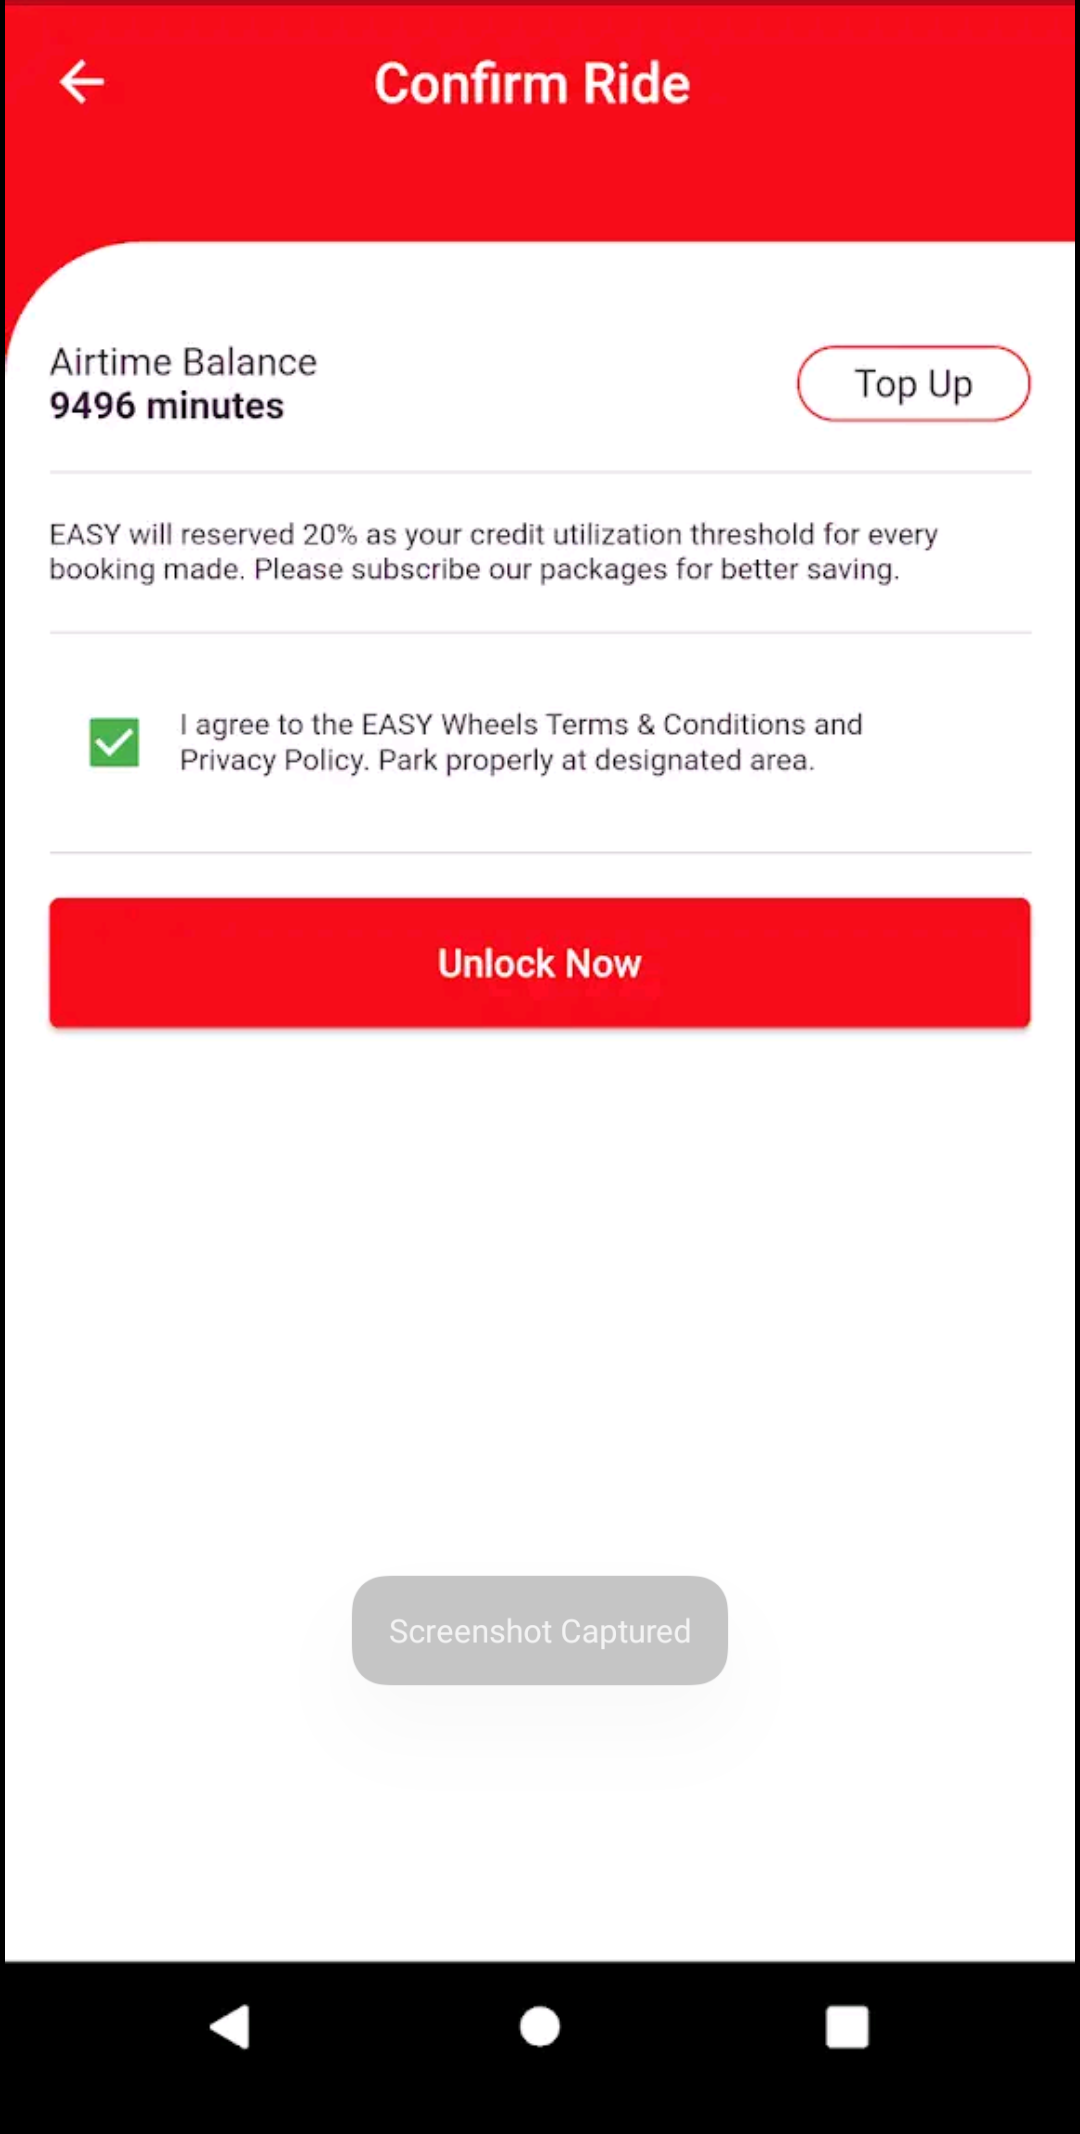 Confirm Ride
Airtime Balance
9496 minutes
Top Up
EASY will reserved 20% as your credit utilization threshold for every
booking made. Please subscribe our packages for better saving.
I agree to the EASY Wheels Terms & Conditions and
Privacy Policy. Park properly at designated area.
Unlock Now
Screenshot Captured